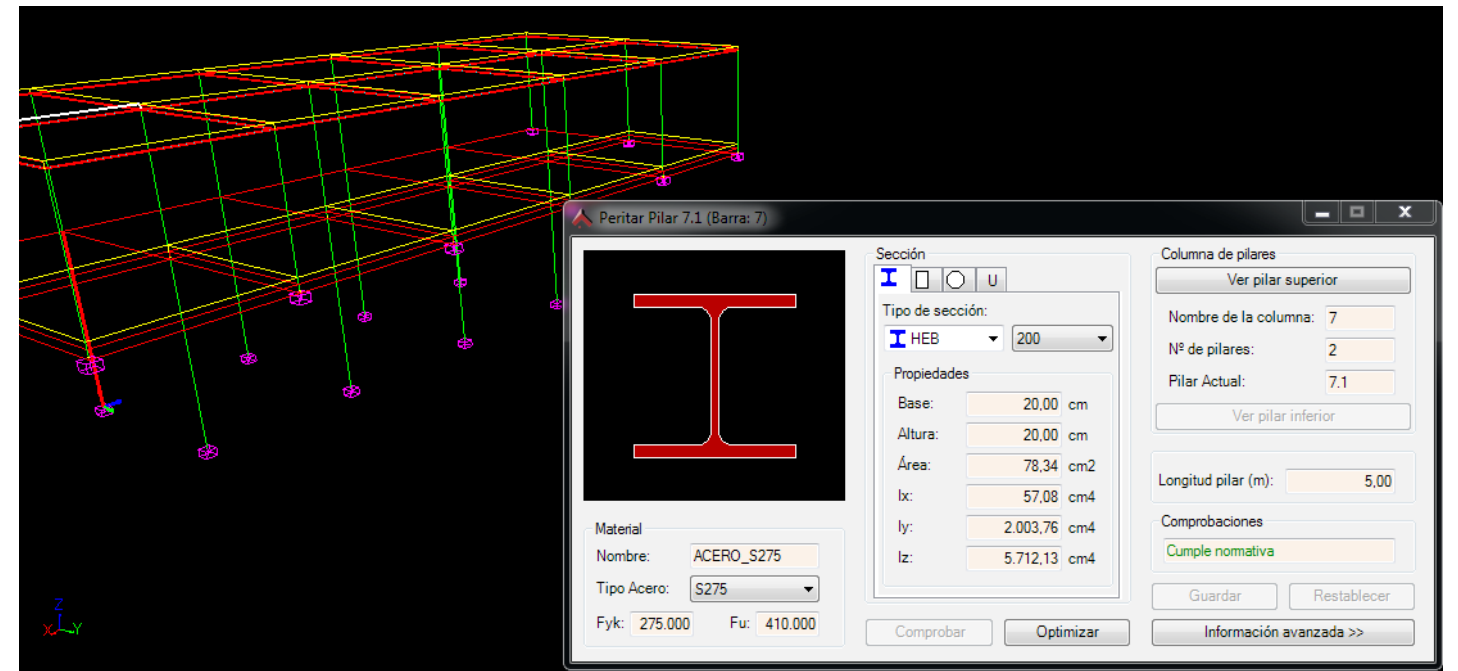 Peritar Pilar 7.1 (Barra: 7)
Sección
U
Tipo de sección:
HEB 200
Propiedades
Base: 20,00 cm
Altura: 20,00 cm
Área: 78,34 cm2
Ix: 57,08 cm4
Iy: 2.003,76 cm4
Iz: 5.712,13 cm4
Material
Nombre: ACERO_S275
Tipo Acero: S275
Fyk: 275.000 Fu: 410.000
Comprobar Optimizar
Columna de pilares
Ver pilar superior
Nombre de la columna: 7
Nº de pilares: 2
Pilar Actual: 7.1
Ver pilar inferior
Longitud pilar (m): 5,00
Comprobaciones
Cumple normativa
Guardar Restablecer
Información avanzada >>
Z
X Y